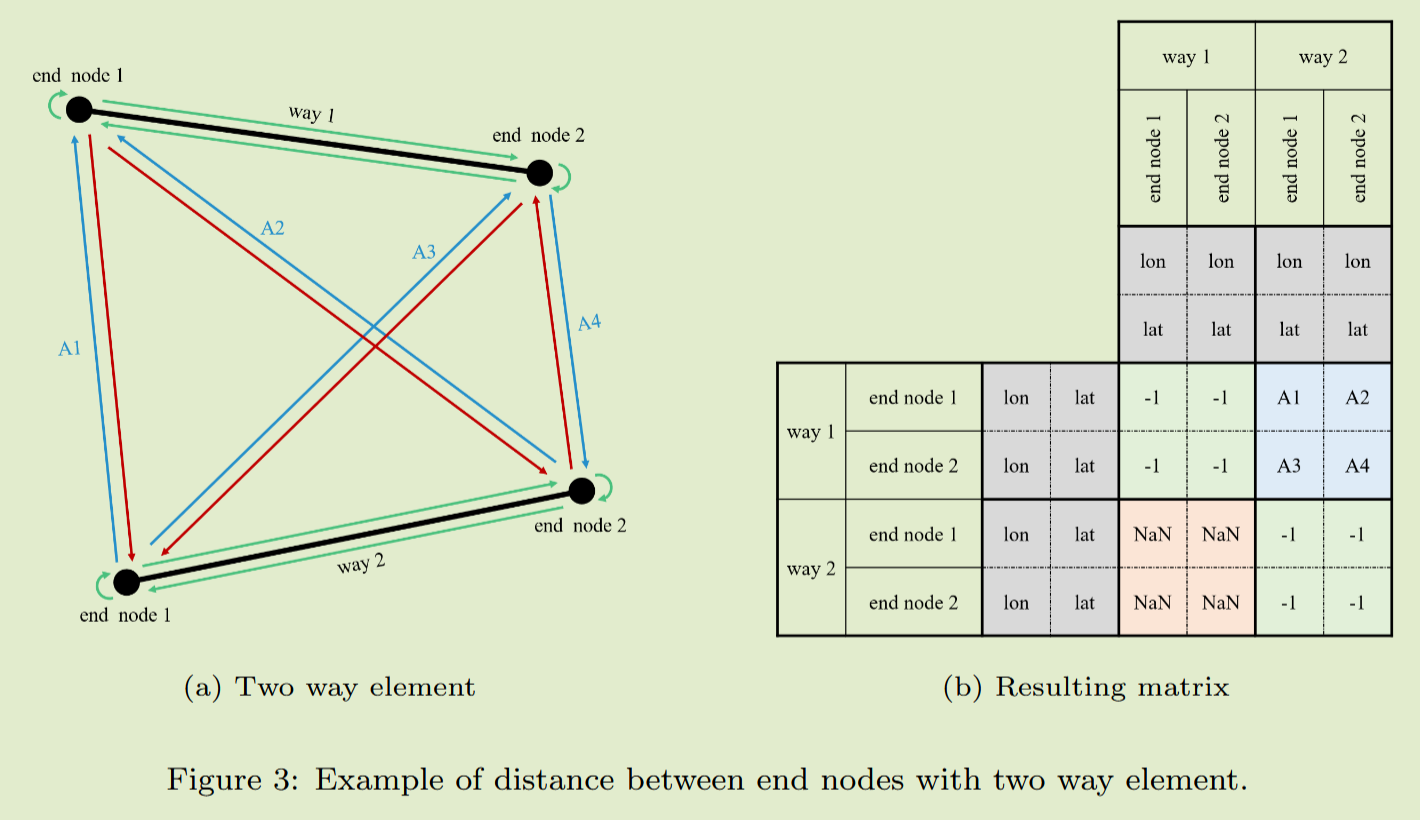 end node 1
way 1
end node 2
A2
A3
A4
A1
end node 2
way 2
end node 1
(a) Two way element
way 1 way 2
end node 1 end node 2 end node 1 end node 2
lon lon lon lon
lat lat lat lat
way 1
end node 1 lon lat -1 -1 A1 A2
end node 2 lon lat -1 -1 A3 A4
way 2
end node 1 lon lat NaN NaN -1 -1
end node 2 lon lat NaN NaN -1 -1
(b) Resulting matrix
Figure 3: Example of distance between end nodes with two way element.